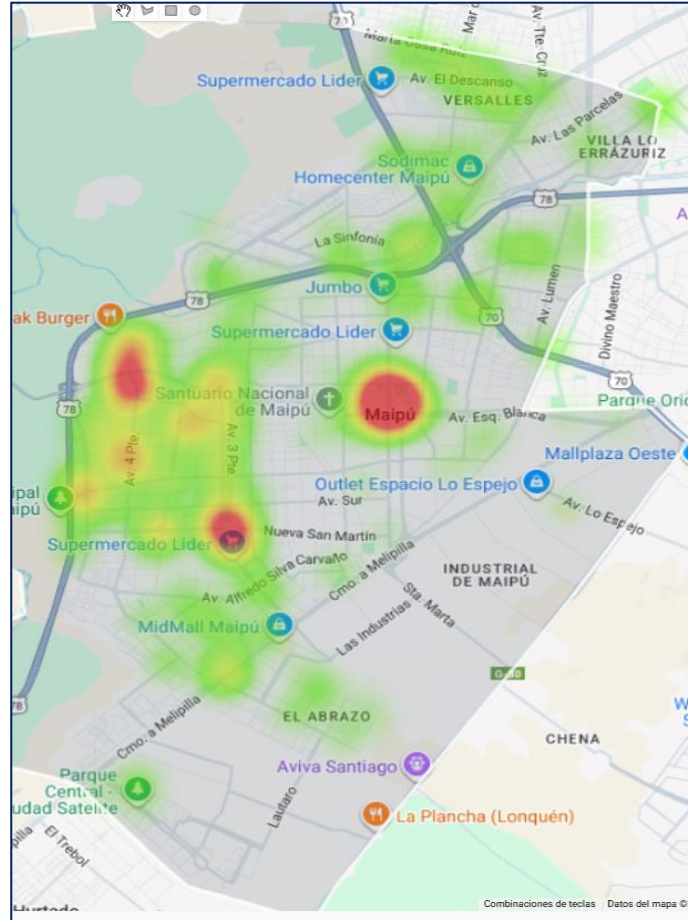 70
Marta Ossa Ruiz
Av. Tte. Cruz
Supermercado Lider
Av. El Descanso
VERSALLES
Av. Las Parcelas
VILLA LO
ERRÁZURIZ
Sodimac
Homecenter Maipú
78
La Sinfonía
78
Jumbo
Av. Lumen
Divino Maestro
ak Burger
Supermercado Lider
70
70
78
Santuario Nacional
de Maipú
Maipú
Av. Esq. Blanca
Parque Orie
Av. 4 Pte.
Av. 3 Pte.
Mallplaza Oeste
Outlet Espacio Lo Espejo
ipal
aipú
Av. Sur
Av. Lo Espejo
Nueva San Martín
Supermercado Lider
Av. Alfredo Silva Carvallo
Cmo. a Melipilla
INDUSTRIAL
DE MAIPÚ
Sta. Marta
MidMall Maipú
Las Industrias
G-30
78
EL ABRAZO
Cmo. a Melipilla
CHENA
Aviva Santiago
Parque
Central -
udad Satelite
Lautaro
La Plancha (Lonquén)
pilla
El Trebol
Hurtado
Combinaciones de teclas
Datos del mapa ©